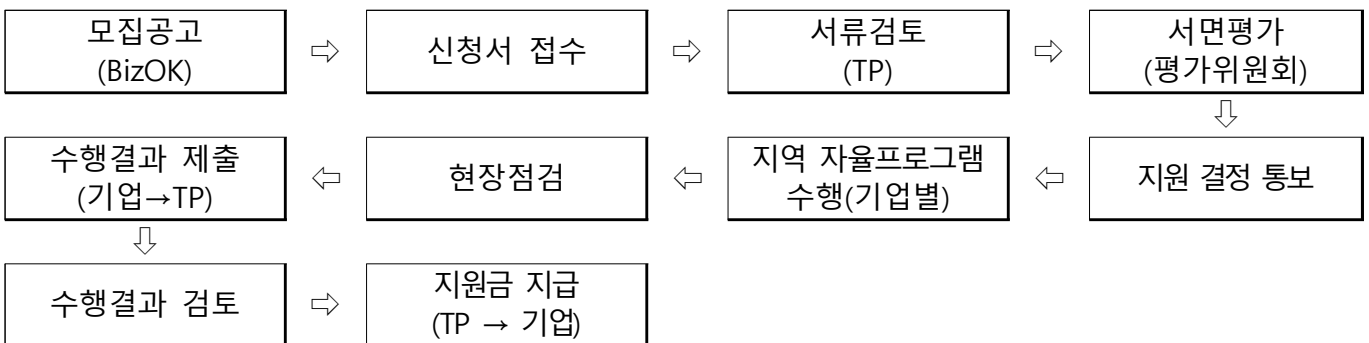 모집공고
(BizOK)
⇨
신청서 접수
⇨
서류검토
(TP)
⇨
서면평가
(평가위원회)
⇩
지원 결정 통보
⇦
지역 자율프로그램
수행(기업별)
⇦
현장점검
⇦
수행결과 제출
(기업→TP)
⇩
수행결과 검토
⇨
지원금 지급
(TP → 기업)